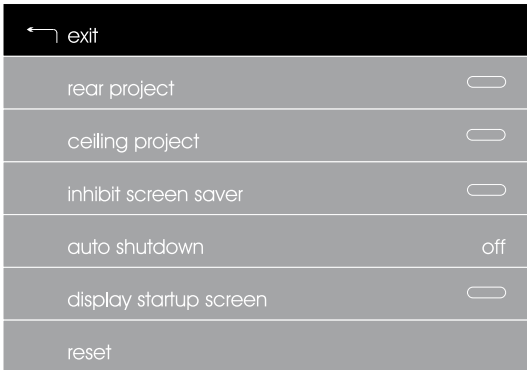 exit
rear project
ceiling project
inhibit screen saver
auto shutdown off
display startup screen
reset